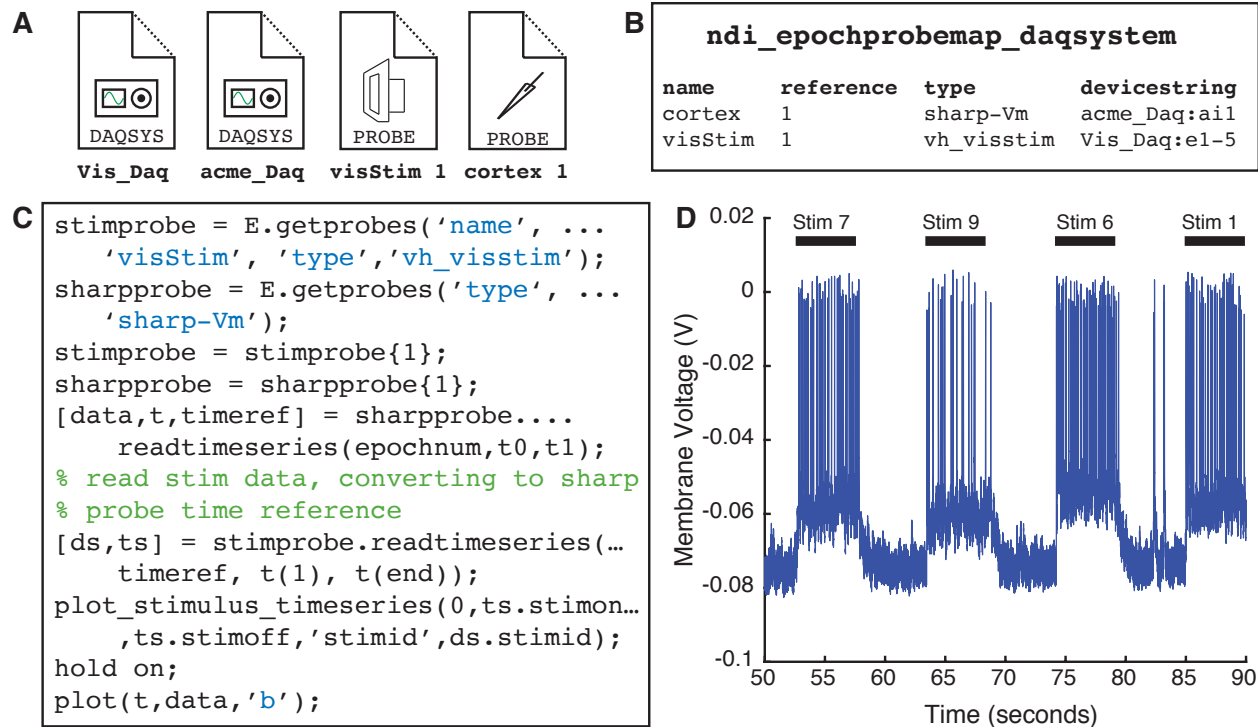 A
DAQSYS
DAQSYS
PROBE
PROBE
Vis_Daq acme_Daq visStim 1 cortex 1
B
ndi_epochprobemap_daqsystem
name reference type devicestring
cortex 1 sharp-Vm acme_Daq:ai1
visStim 1 vh_visstim Vis_Daq:e1-5
C
stimprobe = E.getprobes(‘name’, ...
‘visStim’, ’type’,’vh_visstim’);
sharpprobe = E.getprobes(’type‘, ...
‘sharp-Vm’);
stimprobe = stimprobe{1};
sharpprobe = sharpprobe{1};
[data,t,timeref] = sharpprobe....
readtimeseries(epochnum,t0,t1);
% read stim data, converting to sharp
% probe time reference
[ds,ts] = stimprobe.readtimeseries(…
timeref, t(1), t(end));
plot_stimulus_timeseries(0,ts.stimon…
,ts.stimoff,’stimid’,ds.stimid);
hold on;
plot(t,data,’b’);
D
Stim 7 Stim 9 Stim 6 Stim 1
0.02
0
-0.02
-0.04
-0.06
-0.08
-0.1
Membrane Voltage (V)
50 55 60 65 70 75 80 85 90
Time (seconds)